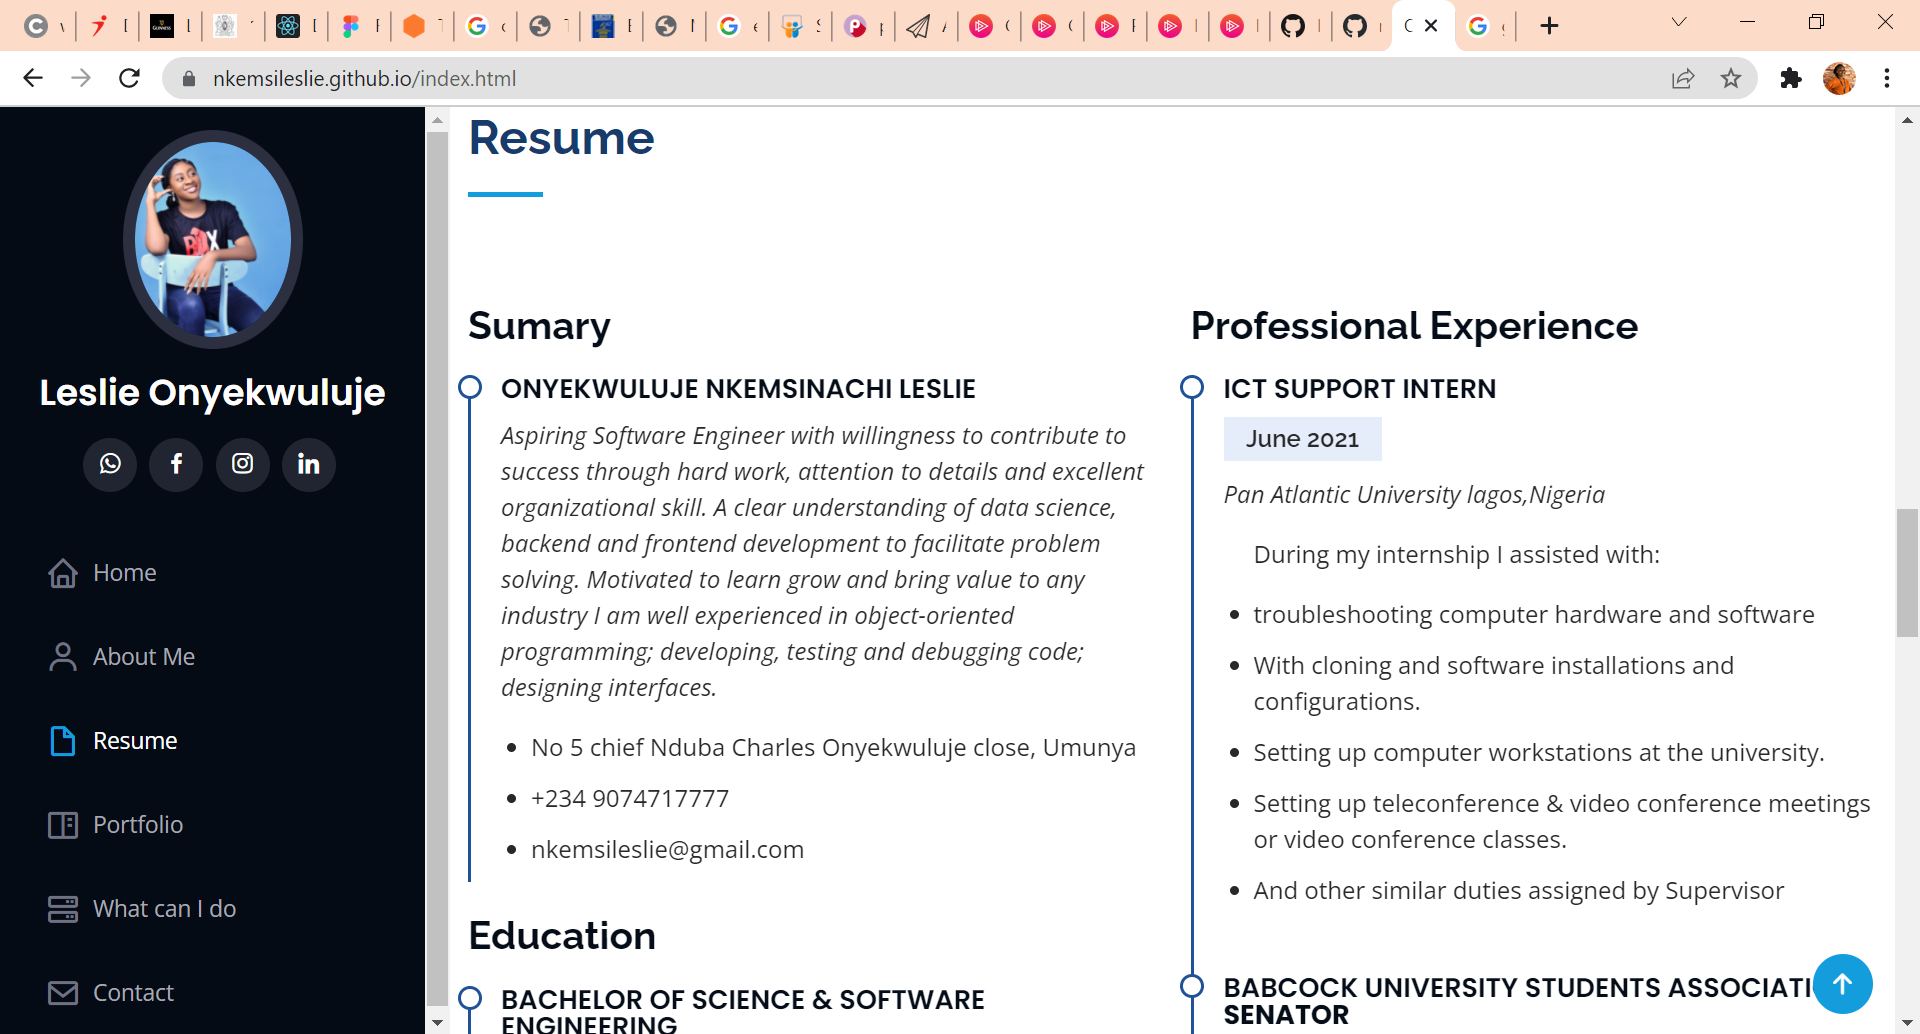 nkemsileslie.github.io/index.html
Leslie Onyekwuluje
Home
About Me
Resume
Portfolio
What can I do
Contact
Resume
Sumary
ONYEKWULUJE NKEMSINACHI LESLIE
Aspiring Software Engineer with willingness to contribute to
success through hard work, attention to details and excellent
organizational skill. A clear understanding of data science,
backend and frontend development to facilitate problem
solving. Motivated to learn grow and bring value to any
industry I am well experienced in object-oriented
programming; developing, testing and debugging code;
designing interfaces.
No 5 chief Nduba Charles Onyekwuluje close, Umunya
+234 9074717777
nkemsileslie@gmail.com
Education
BACHELOR OF SCIENCE & SOFTWARE
ENGINEERING
Professional Experience
ICT SUPPORT INTERN
June 2021
Pan Atlantic University lagos,Nigeria
During my internship I assisted with:
troubleshooting computer hardware and software
With cloning and software installations and
configurations.
Setting up computer workstations at the university.
Setting up teleconference & video conference meetings
or video conference classes.
And other similar duties assigned by Supervisor
BABCOCK UNIVERSITY STUDENTS ASSOCIATI
SENATOR